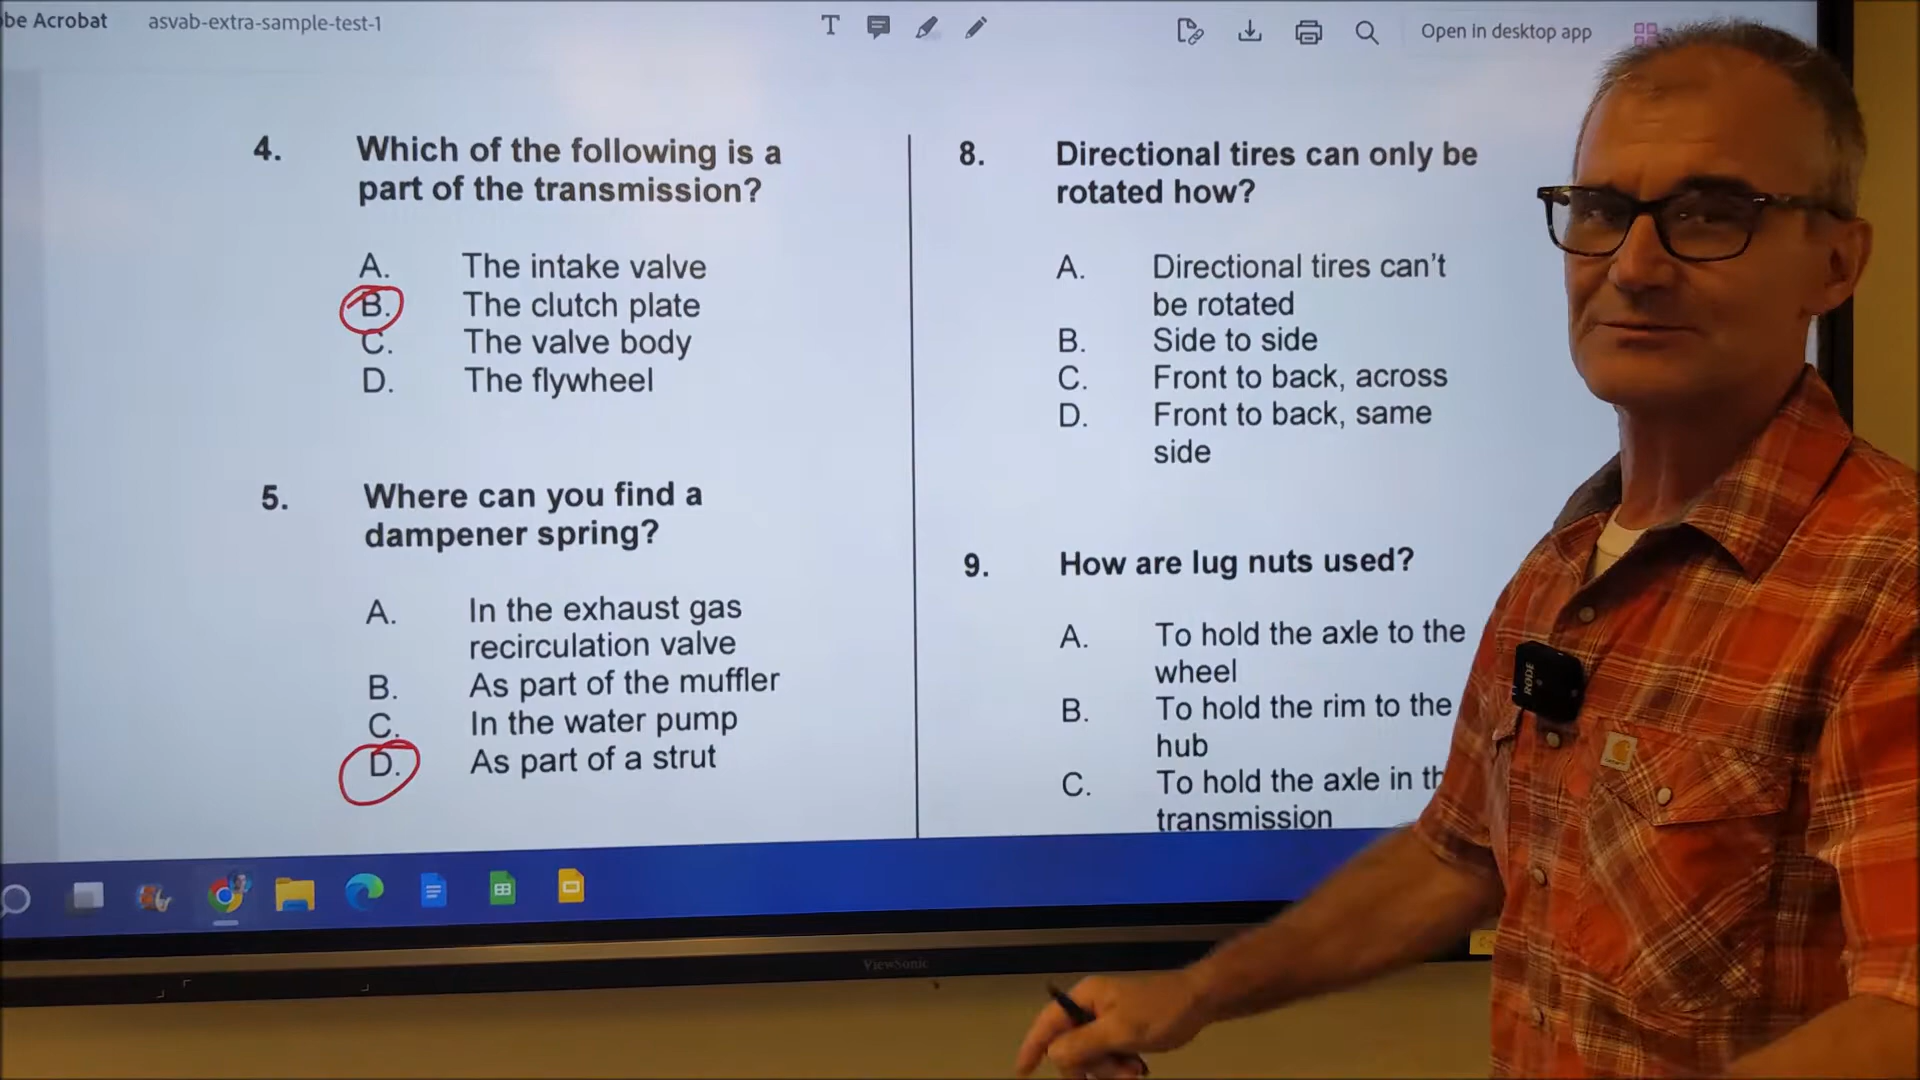 be Acrobat
asvab-extra-sample-test-1
T
Open in desktop app
4. Which of the following is a
part of the transmission?
A. The intake valve
B. The clutch plate
C. The valve body
D. The flywheel
5. Where can you find a
dampener spring?
A. In the exhaust gas
recirculation valve
B. As part of the muffler
C. In the water pump
D. As part of a strut
8. Directional tires can only be
rotated how?
A. Directional tires can't
be rotated
B. Side to side
C. Front to back, across
D. Front to back, same
side
9. How are lug nuts used?
A. To hold the axle to the
wheel
B. To hold the rim to the
hub
C. To hold the axle in th
transmission
RODE
ViewSonic